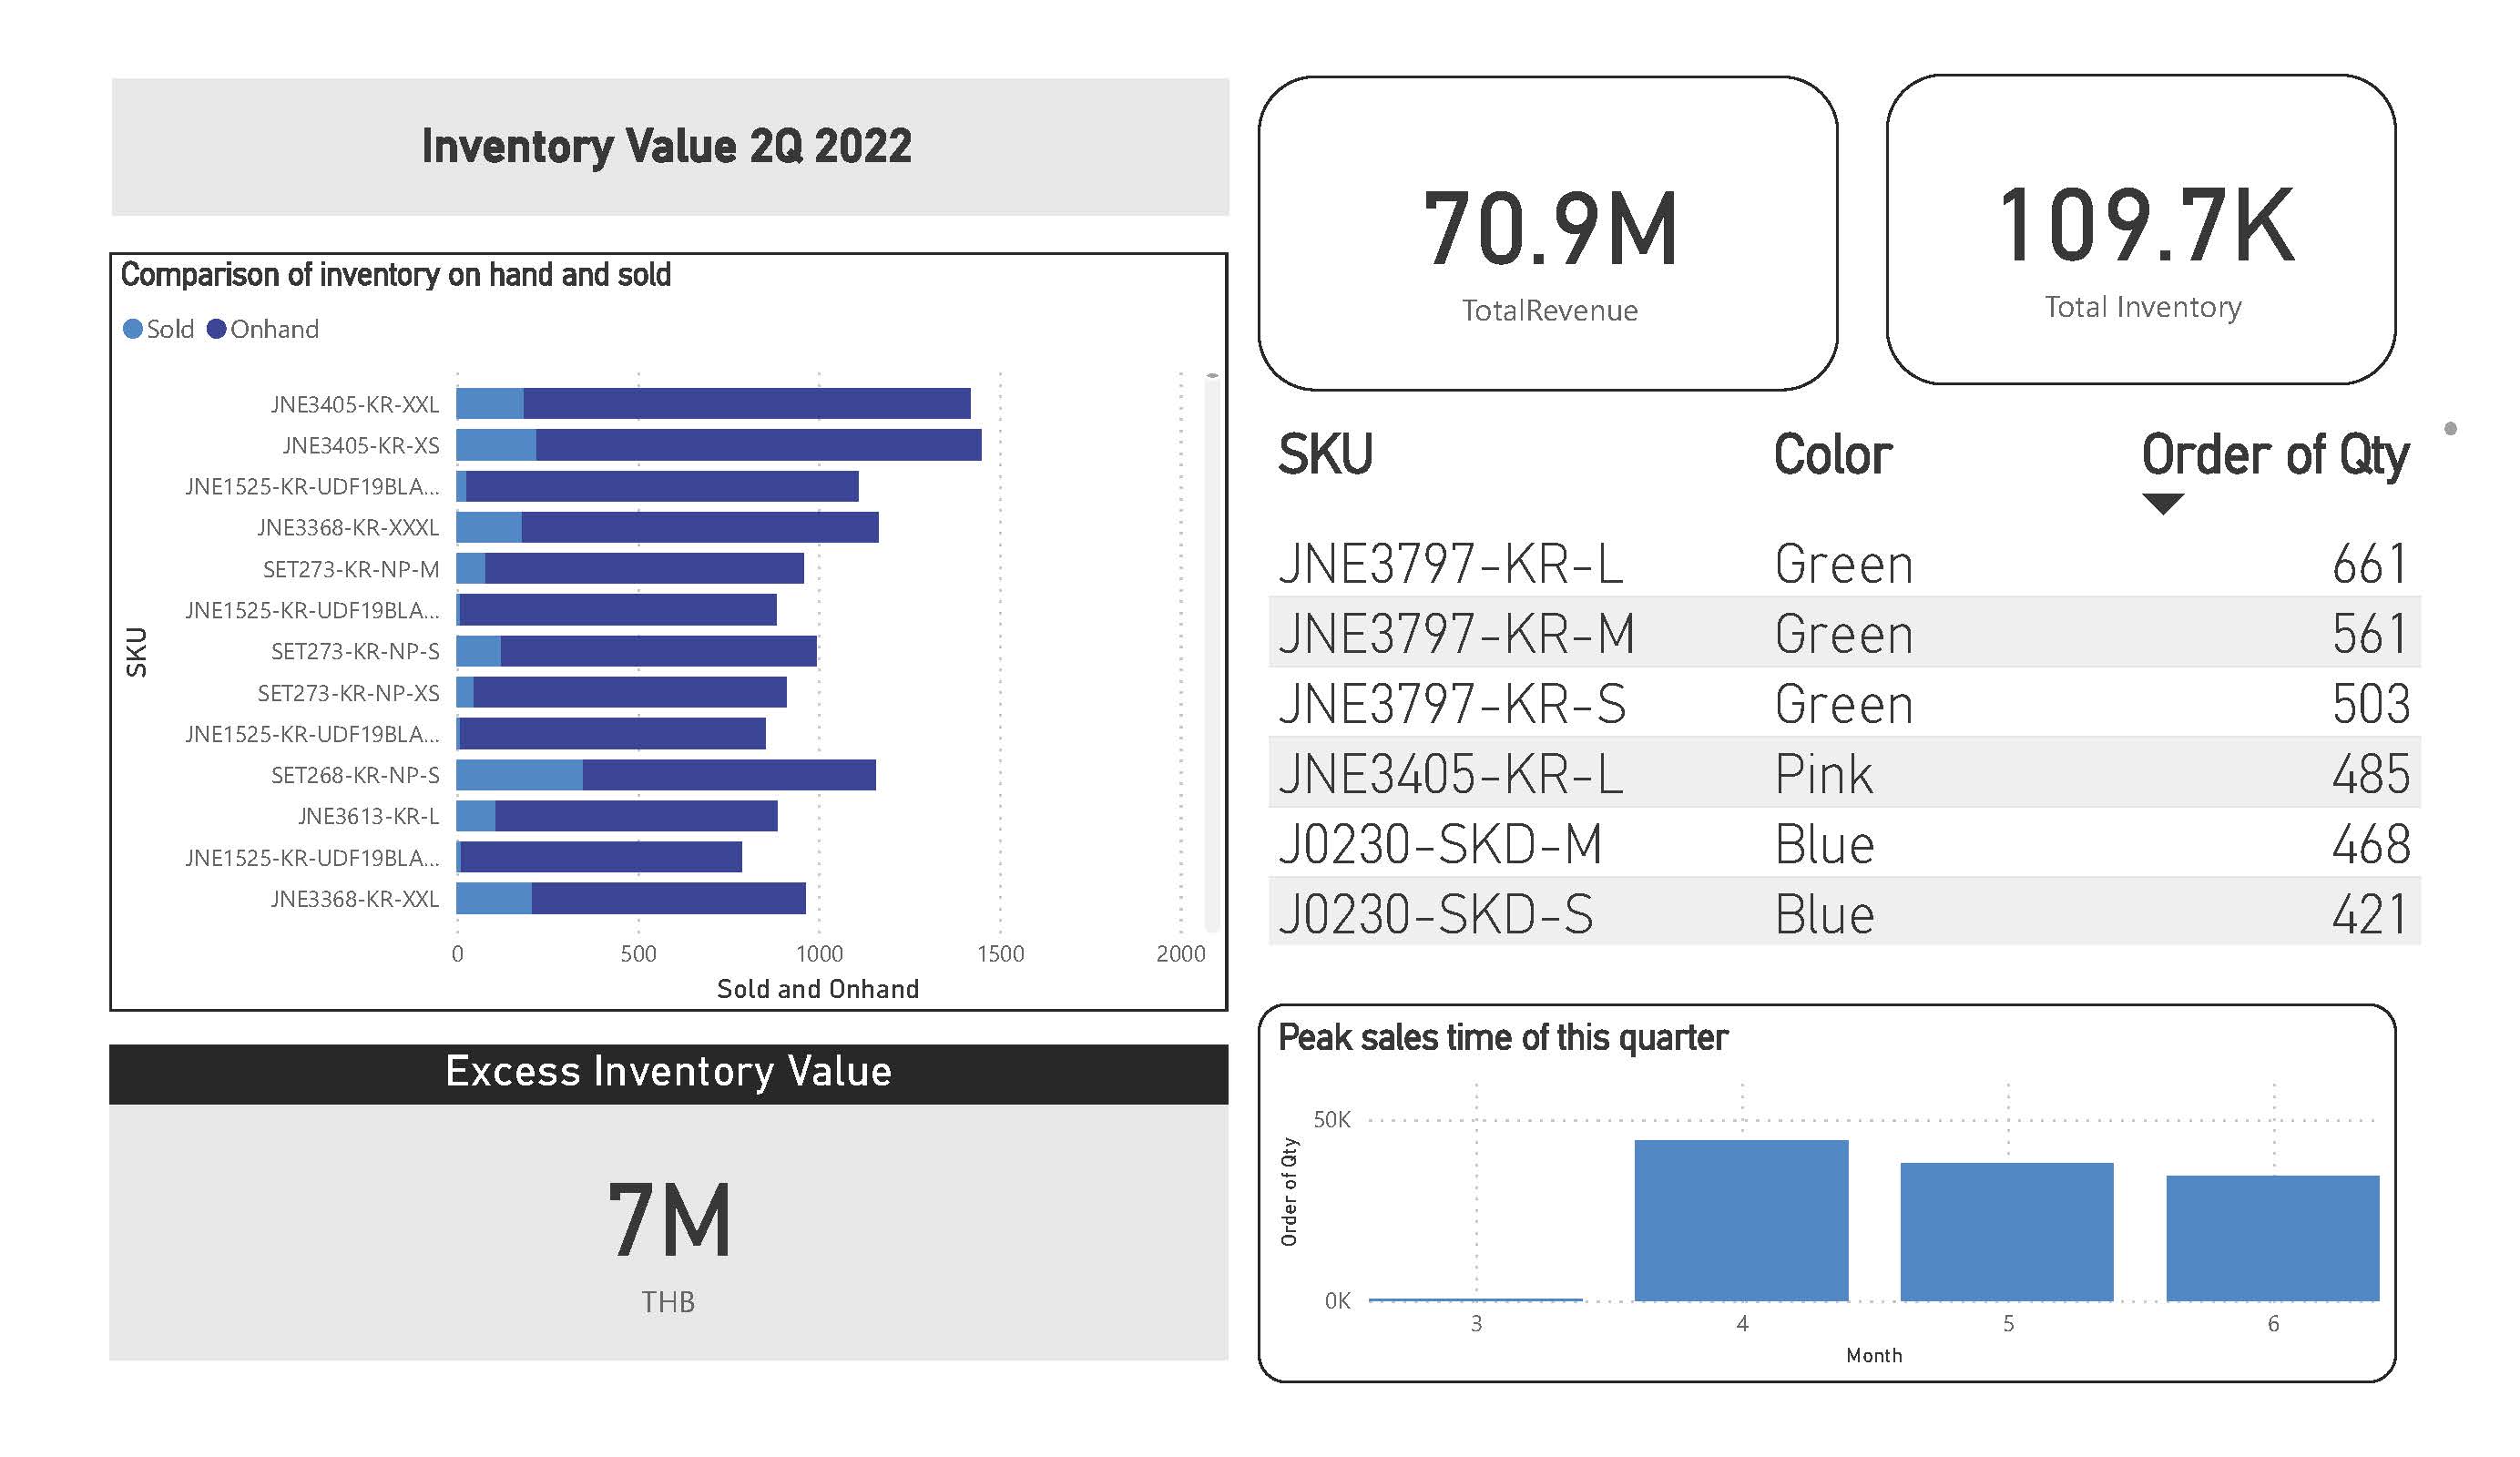 Inventory Value 2Q 2022
Comparison of inventory on hand and sold
Sold Onhand
SKU
JNE3405-KR-XXL
JNE3405-KR-XS
JNE1525-KR-UDF19BLA...
JNE3368-KR-XXXL
SET273-KR-NP-M
JNE1525-KR-UDF19BLA...
SET273-KR-NP-S
SET273-KR-NP-XS
JNE1525-KR-UDF19BLA...
SET268-KR-NP-S
JNE3613-KR-L
JNE1525-KR-UDF19BLA...
JNE3368-KR-XXL
0 500 1000 1500 2000
Sold and Onhand
Excess Inventory Value
7M
THB
70.9M
TotalRevenue
109.7K
Total Inventory
SKU Color Order of Qty
JNE3797-KR-L Green 661
JNE3797-KR-M Green 561
JNE3797-KR-S Green 503
JNE3405-KR-L Pink 485
J0230-SKD-M Blue 468
J0230-SKD-S Blue 421
Peak sales time of this quarter
Order of Qty
50K
0K
3 4 5 6
Month